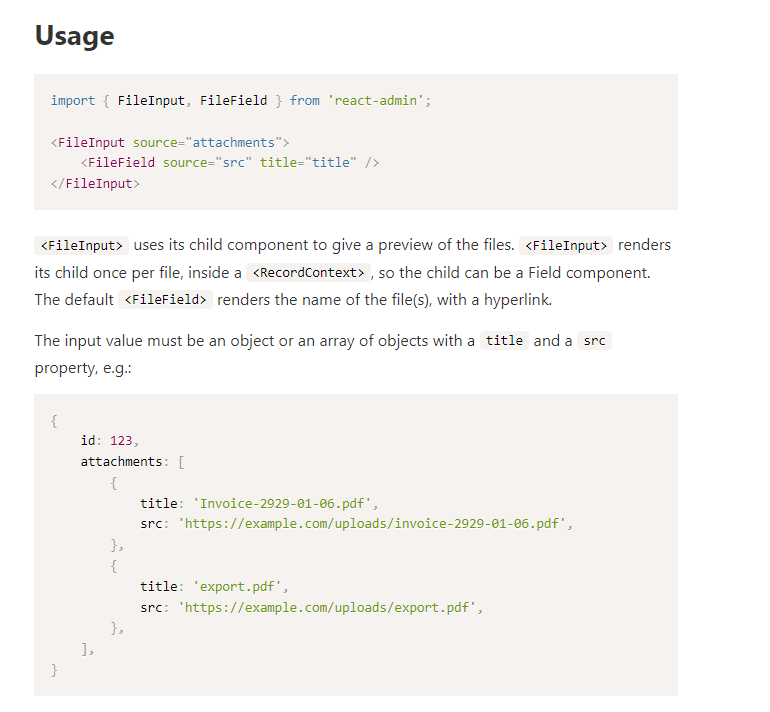 Usage
import { FileInput, FileField } from 'react-admin';
<FileInput source="attachments">
    <FileField source="src" title="title" />
</FileInput>
<FileInput> uses its child component to give a preview of the files. <FileInput> renders
its child once per file, inside a <RecordContext>, so the child can be a Field component.
The default <FileField> renders the name of the file(s), with a hyperlink.
The input value must be an object or an array of objects with a title and a src
property, e.g.:
{
    id: 123,
    attachments: [
        {
            title: 'Invoice-2929-01-06.pdf',
            src: 'https://example.com/uploads/invoice-2929-01-06.pdf',
        },
        {
            title: 'export.pdf',
            src: 'https://example.com/uploads/export.pdf',
        },
    ],
}